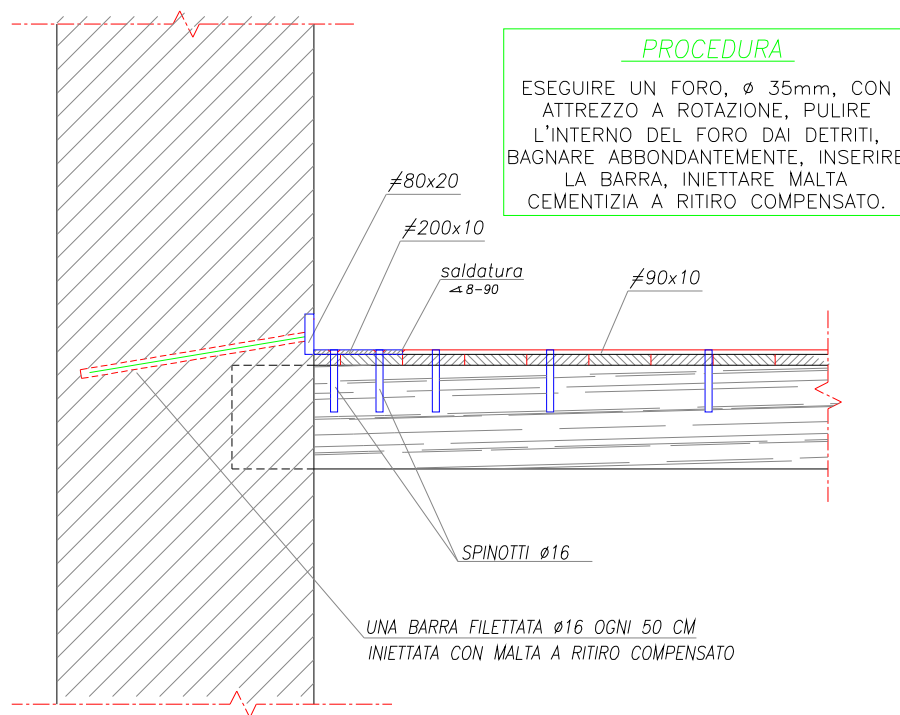 PROCEDURA
ESEGUIRE UN FORO, ø 35mm, CON
ATTREZZO A ROTAZIONE, PULIRE
L'INTERNO DEL FORO DAI DETRITI,
BAGNARE ABBONDANTEMENTE, INSERIRE
LA BARRA, INIETTARE MALTA
CEMENTIZIA A RITIRO COMPENSATO.
≠80x20
≠200x10
saldatura
⊿ 8-90
≠90x10
SPINOTTI ø16
UNA BARRA FILETTATA ø16 OGNI 50 CM
INIETTATA CON MALTA A RITIRO COMPENSATO